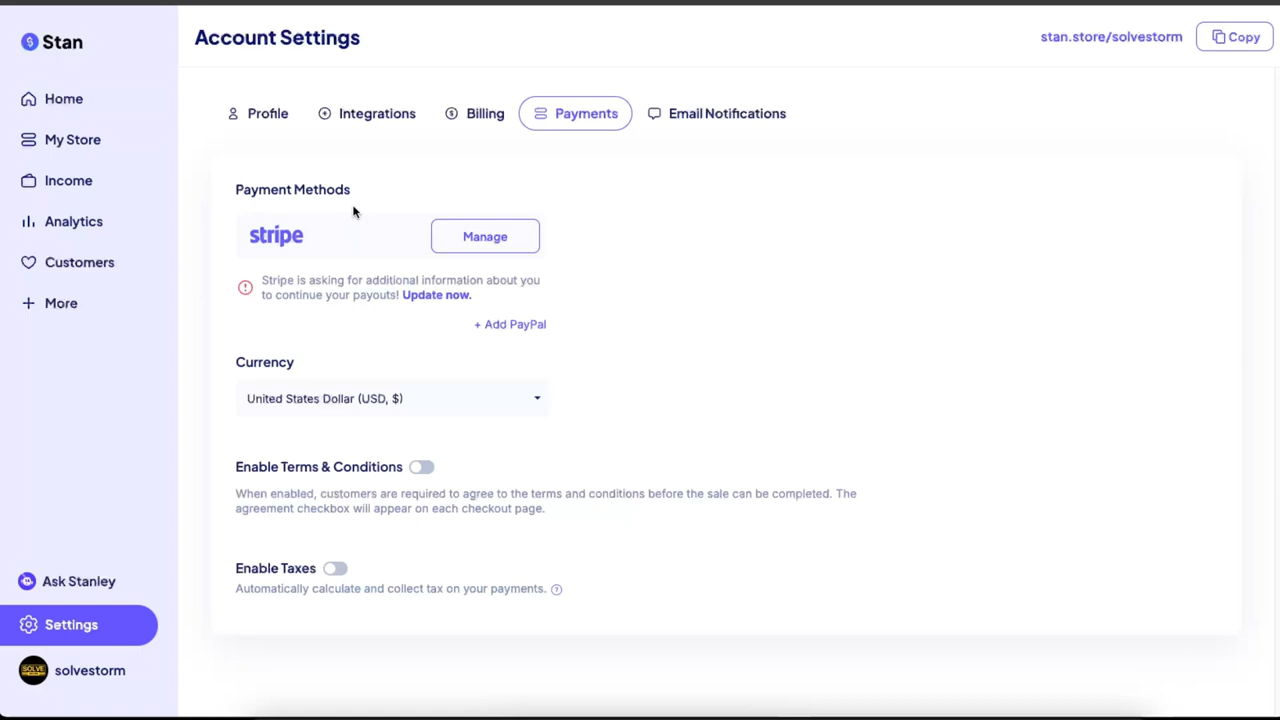 Stan
Account Settings
stan.store/solvestorm
Copy
Home
My Store
Income
Analytics
Customers
More
Ask Stanley
Settings
solvestorm
Profile
Integrations
Billing
Payments
Email Notifications
Payment Methods
stripe
Manage
Stripe is asking for additional information about you
to continue your payouts! Update now.
+ Add PayPal
Currency
United States Dollar (USD, $)
Enable Terms & Conditions
When enabled, customers are required to agree to the terms and conditions before the sale can be completed. The
agreement checkbox will appear on each checkout page.
Enable Taxes
Automatically calculate and collect tax on your payments.